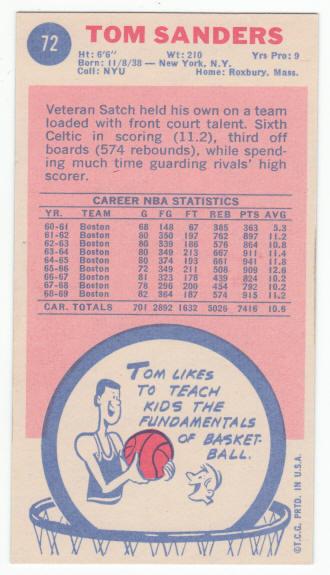 72
TOM SANDERS
Ht: 6'6" Wt: 210 Yrs Pro: 9
Born: 11/8/38 — New York, N.Y.
Coll: NYU Home: Roxbury, Mass.
Veteran Satch held his own on a team
loaded with front court talent. Sixth
Celtic in scoring (11.2), third off
boards (574 rebounds), while spend-
ing much time guarding rivals' high
scorer.
CAREER NBA STATISTICS
YR. TEAM G FG FT REB PTS AVG
60-61 Boston 68 148 67 385 363 5.3
61-62 Boston 80 350 197 762 897 11.2
62-63 Boston 80 339 186 576 864 10.8
63-64 Boston 80 349 213 667 911 11.4
64-65 Boston 80 374 193 661 941 11.8
65-66 Boston 72 349 211 508 909 12.6
66-67 Boston 81 323 178 439 824 10.2
67-68 Boston 78 296 200 454 792 10.2
68-69 Boston 82 364 187 574 915 11.2
CAR. TOTALS 701 2892 1632 5026 7416 10.6
TOM LIKES
TO TEACH
KIDS THE
FUNDAMENTALS
OF BASKET-
BALL.
©T.C.G. PRTD. IN U.S.A.